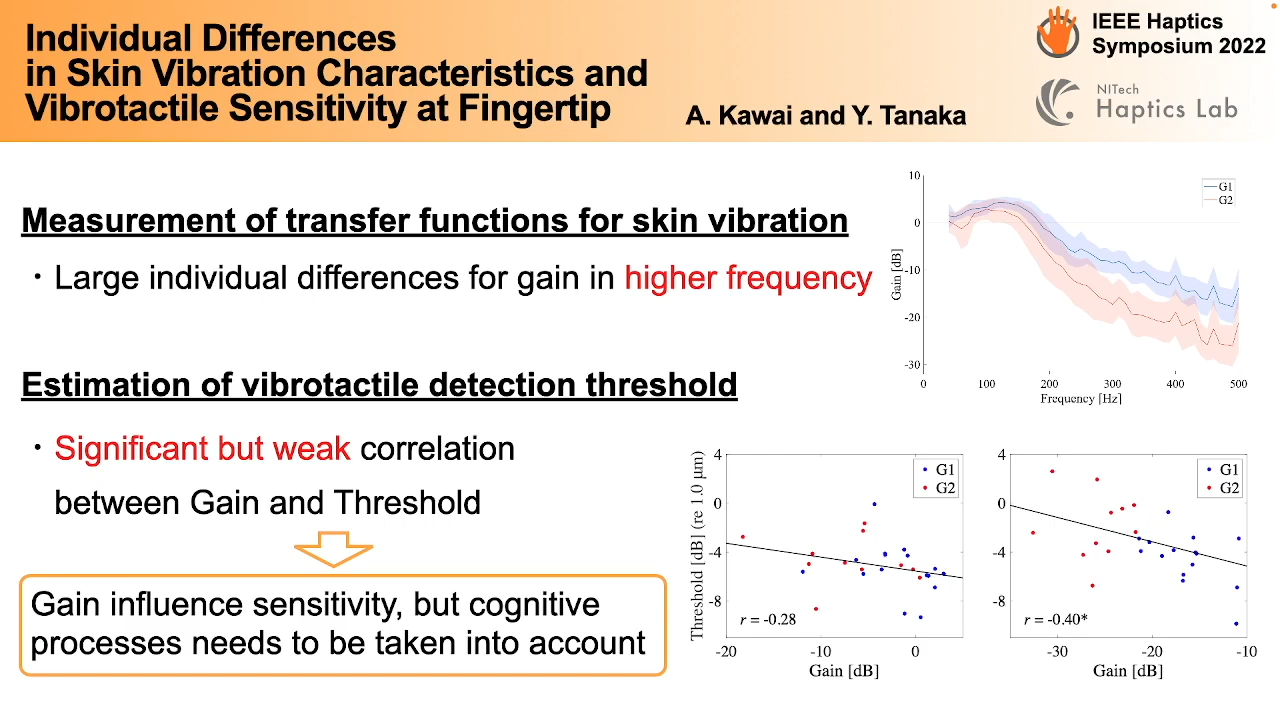 Individual Differences
in Skin Vibration Characteristics and
Vibrotactile Sensitivity at Fingertip
A. Kawai and Y. Tanaka
IEEE Haptics
Symposium 2022
NITech
Haptics Lab
Measurement of transfer functions for skin vibration
・Large individual differences for gain in higher frequency
10
0
-10
-20
-30
Gain [dB]
0 100 200 300 400 500
Frequency [Hz]
G1
G2
Estimation of vibrotactile detection threshold
・Significant but weak correlation
between Gain and Threshold
Gain influence sensitivity, but cognitive
processes needs to be taken into account
Threshold [dB] (re 1.0 μm)
4
0
-4
-8
G1
G2
r = -0.28
-20 -10 0
Gain [dB]
4
0
-4
-8
G1
G2
r = -0.40*
-30 -20 -10
Gain [dB]